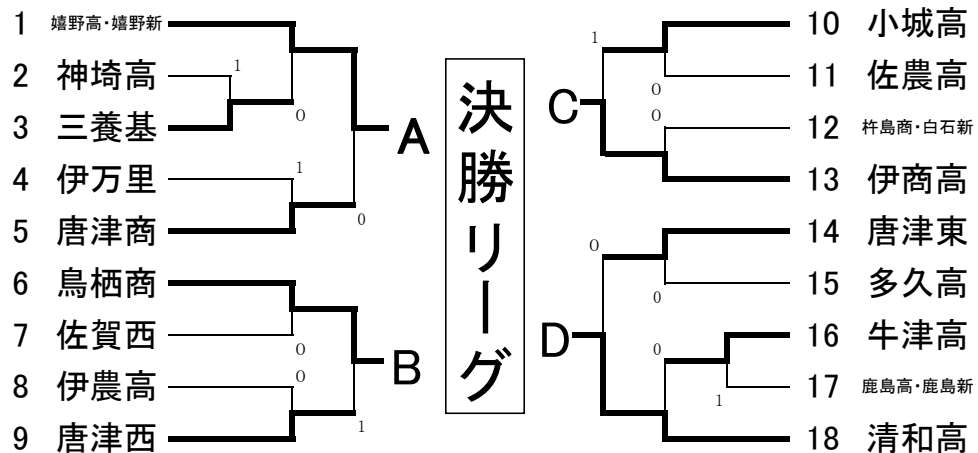 1 嬉野高・嬉野新
2 神埼高
1
3 三養基
0
4 伊万里
1
5 唐津商
0
A
6 鳥栖商
7 佐賀西
0
8 伊農高
0
9 唐津西
1
B
決勝リーグ
10 小城高
1
11 佐農高
0
C
12 杵島商・白石新
0
13 伊商高
14 唐津東
0
15 多久高
0
D
16 牛津高
0
17 鹿島高・鹿島新
1
18 清和高